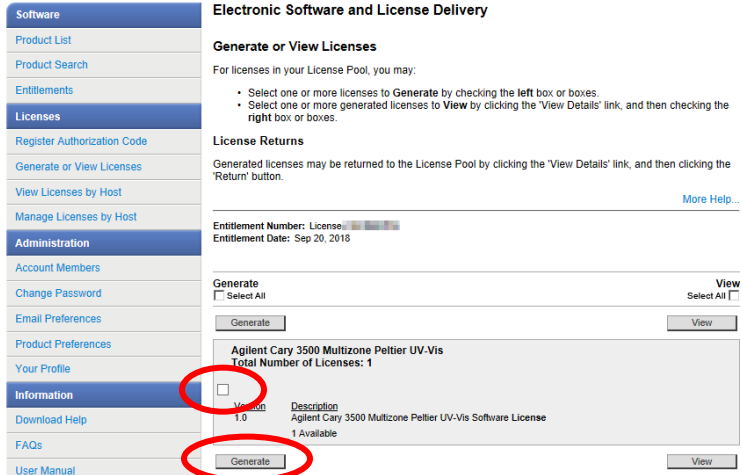 Software
Product List
Product Search
Entitlements
Licenses
Register Authorization Code
Generate or View Licenses
View Licenses by Host
Manage Licenses by Host
Administration
Account Members
Change Password
Email Preferences
Product Preferences
Your Profile
Information
Download Help
FAQs
User Manual
Electronic Software and License Delivery
Generate or View Licenses
For licenses in your License Pool, you may:
• Select one or more licenses to Generate by checking the left box or boxes.
• Select one or more generated licenses to View by clicking the 'View Details' link, and then checking the
right box or boxes.
License Returns
Generated licenses may be returned to the License Pool by clicking the 'View Details' link, and then clicking the
'Return' button.
More Help...
Entitlement Number: License
Entitlement Date: Sep 20, 2018
Generate View
Select All Select All
Generate View
Agilent Cary 3500 Multizone Peltier UV-Vis
Total Number of Licenses: 1
Version Description
1.0 Agilent Cary 3500 Multizone Peltier UV-Vis Software License
1 Available
Generate View